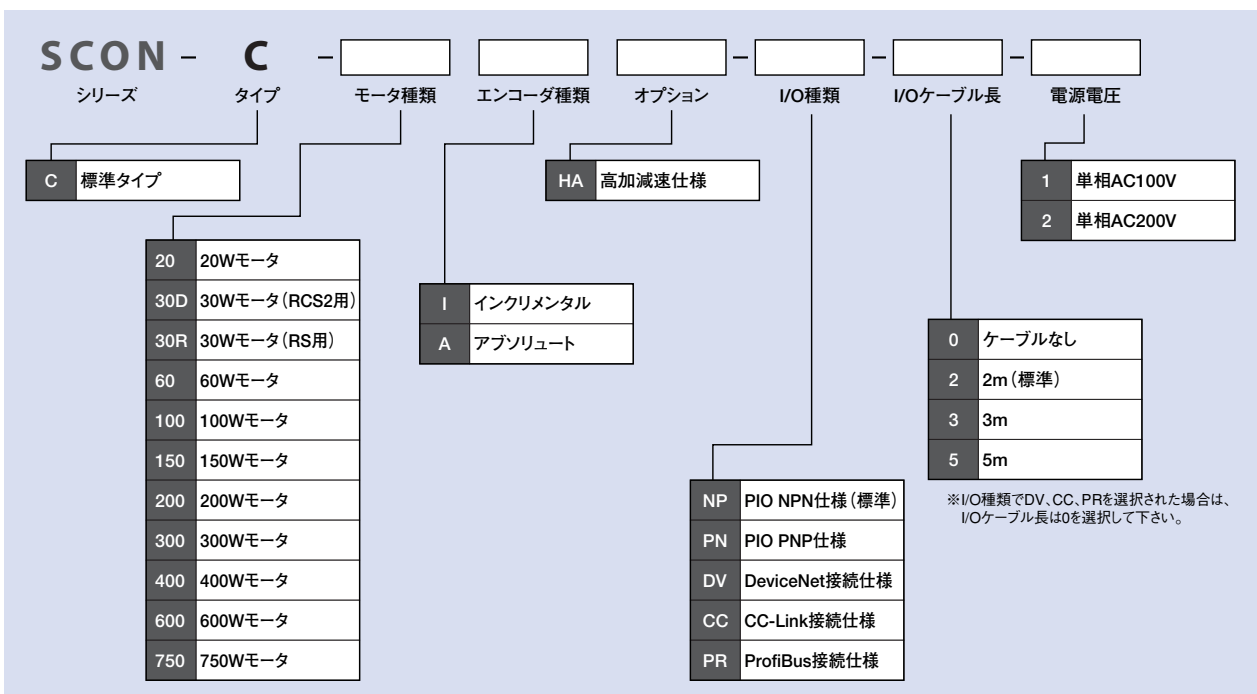 SCON - C - - - -
シリーズ タイプ モータ種類 エンコーダ種類 オプション I/O種類 I/Oケーブル長 電源電圧
C 標準タイプ
20 20Wモータ
30D 30Wモータ(RCS2用)
30R 30Wモータ(RS用)
60 60Wモータ
100 100Wモータ
150 150Wモータ
200 200Wモータ
300 300Wモータ
400 400Wモータ
600 600Wモータ
750 750Wモータ
I インクリメンタル
A アブソリュート
HA 高加減速仕様
NP PIO NPN仕様(標準)
PN PIO PNP仕様
DV DeviceNet接続仕様
CC CC-Link接続仕様
PR ProfiBus接続仕様
0 ケーブルなし
2 2m(標準)
3 3m
5 5m
※I/O種類でDV、CC、PRを選択された場合は、
I/Oケーブル長は0を選択して下さい。
1 単相AC100V
2 単相AC200V